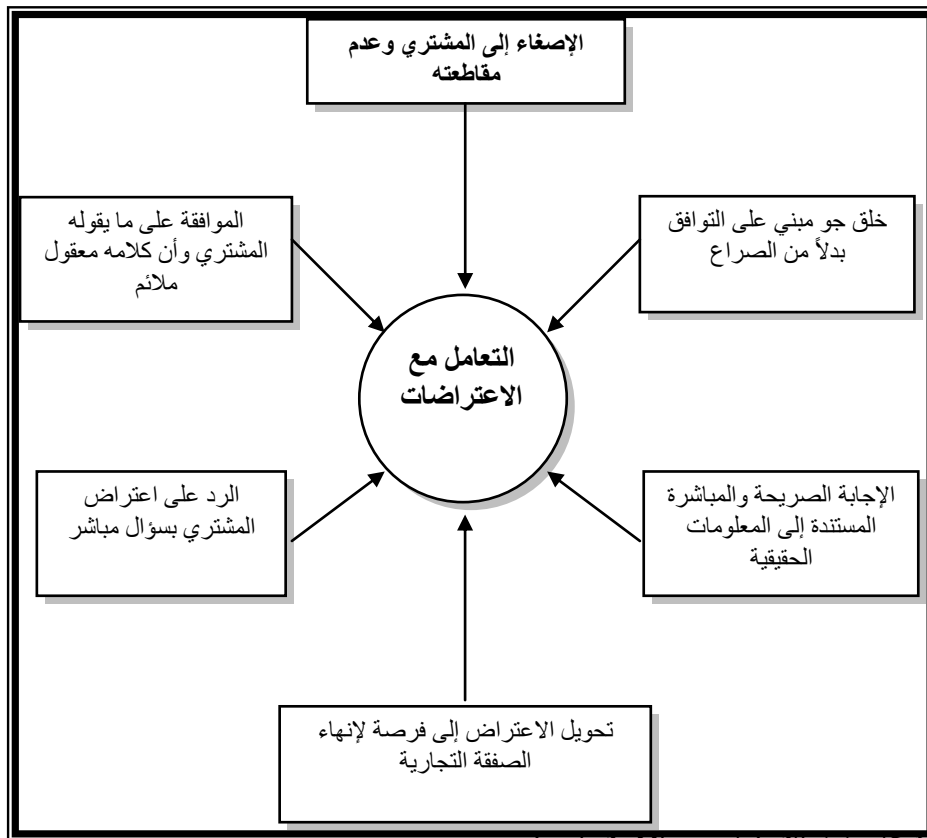 الإصغاء إلى المشتري وعدم
مقاطعته
خلق جو مبني على التوافق
بدلاً من الصراع
الموافقة على ما يقوله
المشتري وأن كلامه معقول
ملائم
التعامل مع
الاعتراضات
الإجابة الصريحة والمباشرة
المستندة إلى المعلومات
الحقيقية
الرد على اعتراض
المشتري بسؤال مباشر
تحويل الاعتراض إلى فرصة لإنهاء
الصفقة التجارية